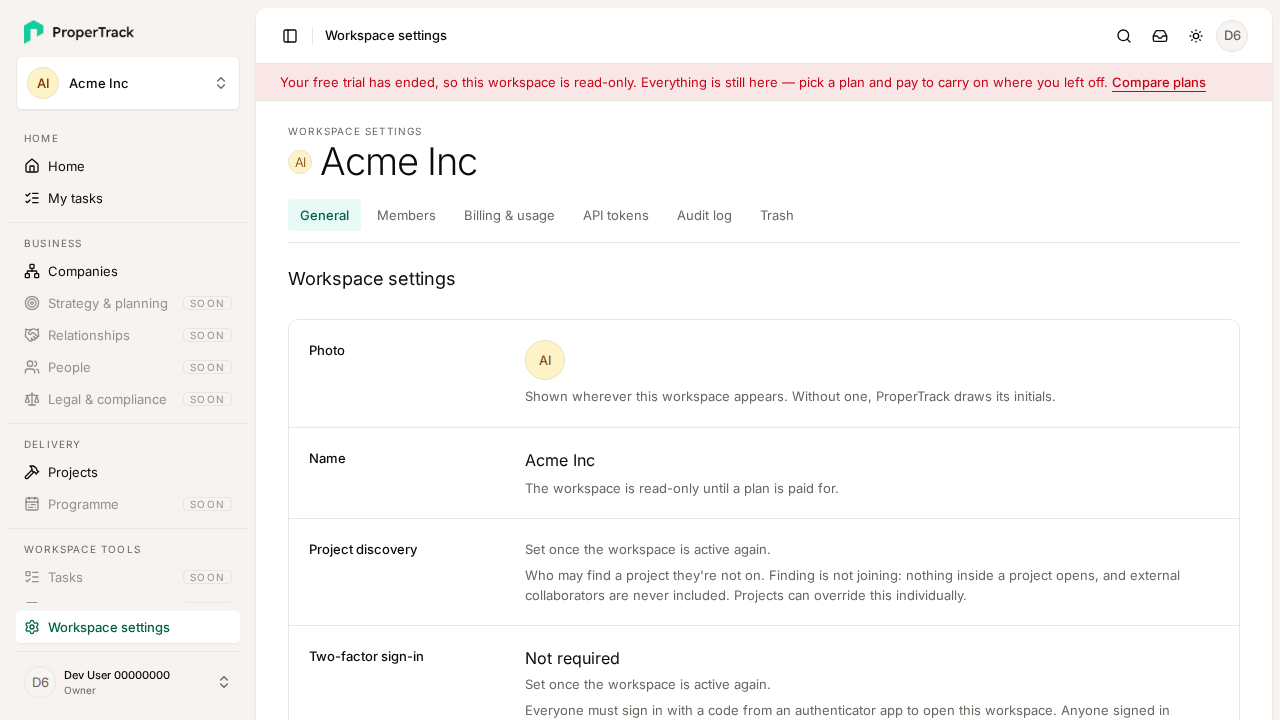 ProperTrack
AI Acme Inc
HOME
Home
My tasks
BUSINESS
Companies
Strategy & planning SOON
Relationships SOON
People SOON
Legal & compliance SOON
DELIVERY
Projects
Programme SOON
WORKSPACE TOOLS
Tasks SOON
Workspace settings
D6 Dev User 00000000
Owner
Workspace settings
D6
Your free trial has ended, so this workspace is read-only. Everything is still here — pick a plan and pay to carry on where you left off. Compare plans
WORKSPACE SETTINGS
AI Acme Inc
General Members Billing & usage API tokens Audit log Trash
Workspace settings
Photo
AI
Shown wherever this workspace appears. Without one, ProperTrack draws its initials.
Name
Acme Inc
The workspace is read-only until a plan is paid for.
Project discovery
Set once the workspace is active again.
Who may find a project they're not on. Finding is not joining: nothing inside a project opens, and external
collaborators are never included. Projects can override this individually.
Two-factor sign-in
Not required
Set once the workspace is active again.
Everyone must sign in with a code from an authenticator app to open this workspace. Anyone signed in